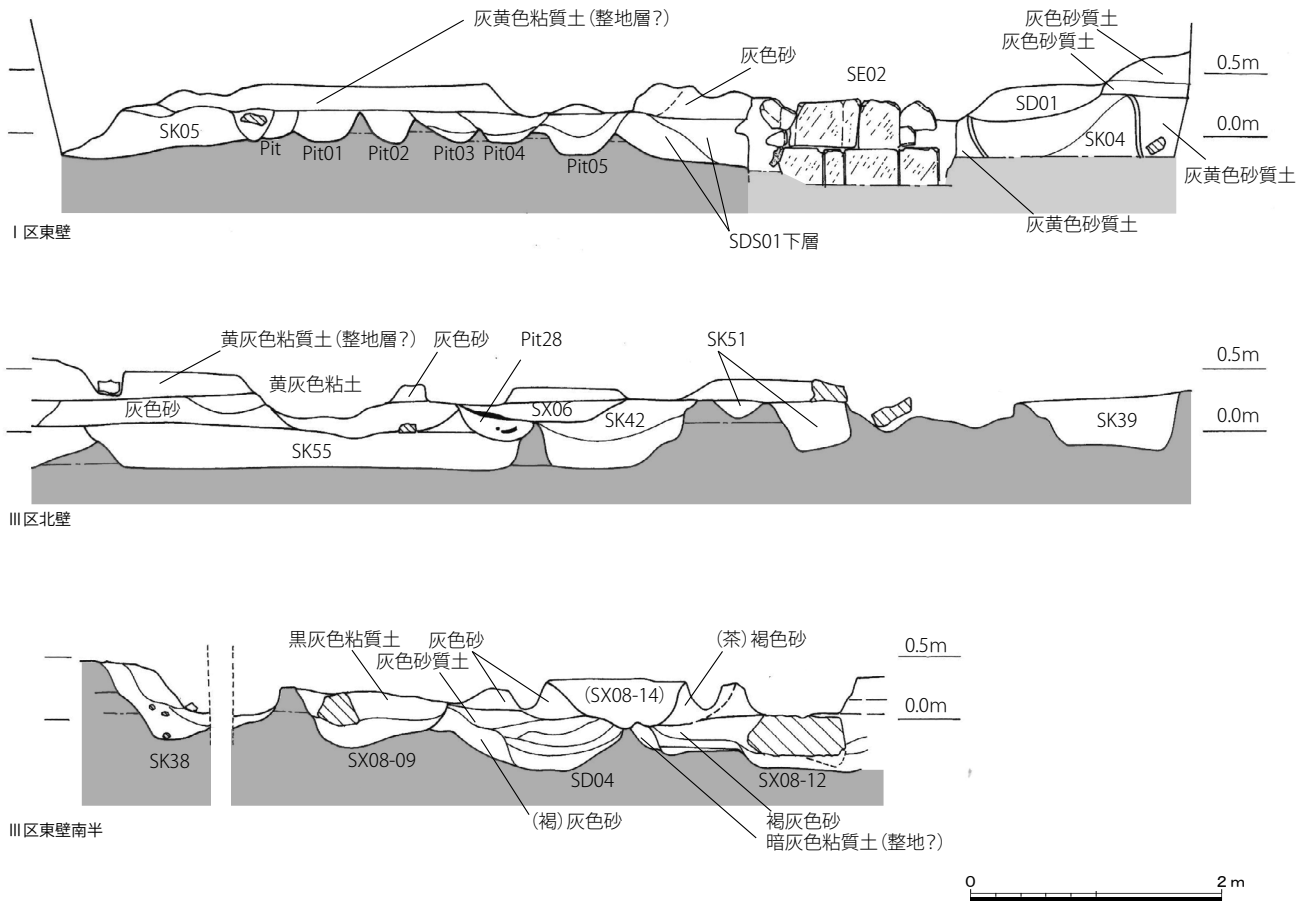 灰黄色粘質土（整地層？）
灰色砂
SE02
灰色砂質土
灰色砂質土
0.5m
SD01
SK05
Pit
Pit01
Pit02
Pit03
Pit04
Pit05
SK04
0.0m
灰黄色砂質土
灰黄色砂質土
SDS01下層
Ⅰ区東壁
黄灰色粘質土（整地層？）
灰色砂
Pit28
SK51
0.5m
黄灰色粘土
灰色砂
SX06
SK42
SK39
0.0m
SK55
Ⅲ区北壁
黒灰色粘質土
灰色砂
（茶）褐色砂
灰色砂質土
0.5m
(SX08-14)
0.0m
SK38
SX08-09
SD04
SX08-12
（褐）灰色砂
褐灰色砂
暗灰色粘質土（整地？）
Ⅲ区東壁南半
0
2 m